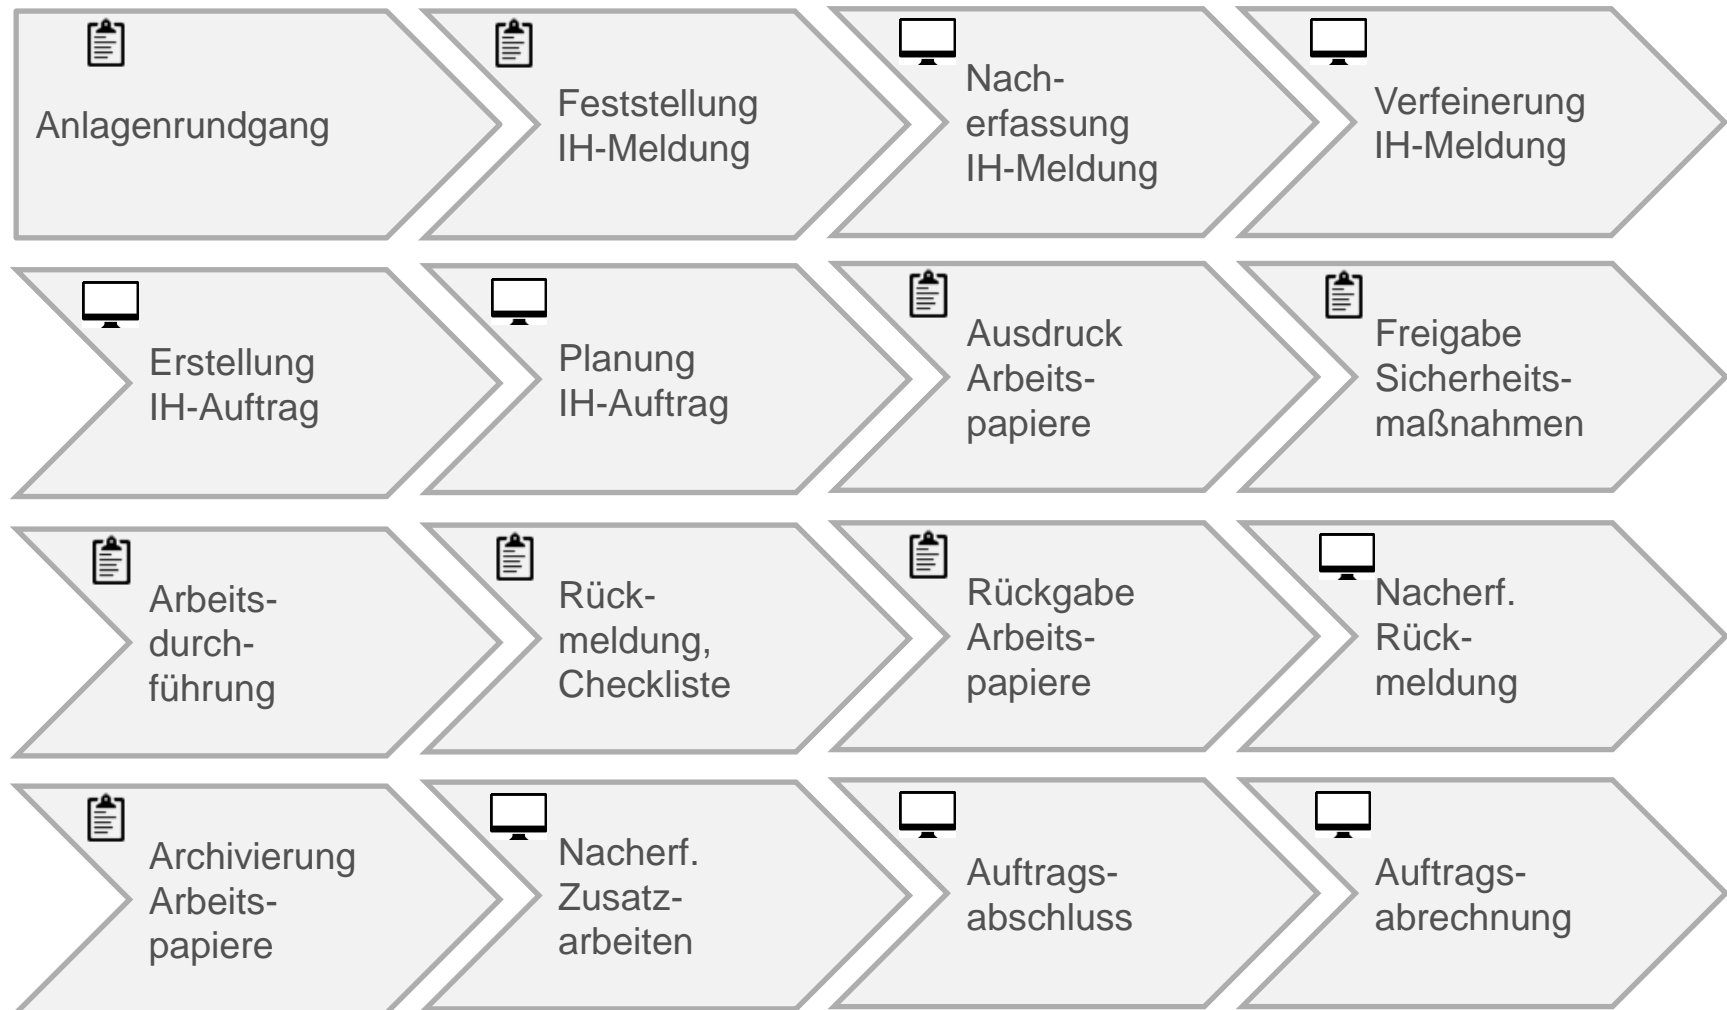 Anlagenrundgang
Feststellung
IH-Meldung
Nach-
erfassung
IH-Meldung
Verfeinerung
IH-Meldung
Erstellung
IH-Auftrag
Planung
IH-Auftrag
Ausdruck
Arbeits-
papiere
Freigabe
Sicherheits-
maßnahmen
Arbeits-
durch-
führung
Rück-
meldung,
Checkliste
Rückgabe
Arbeits-
papiere
Nacherf.
Rück-
meldung
Archivierung
Arbeits-
papiere
Nacherf.
Zusatz-
arbeiten
Auftrags-
abschluss
Auftrags-
abrechnung